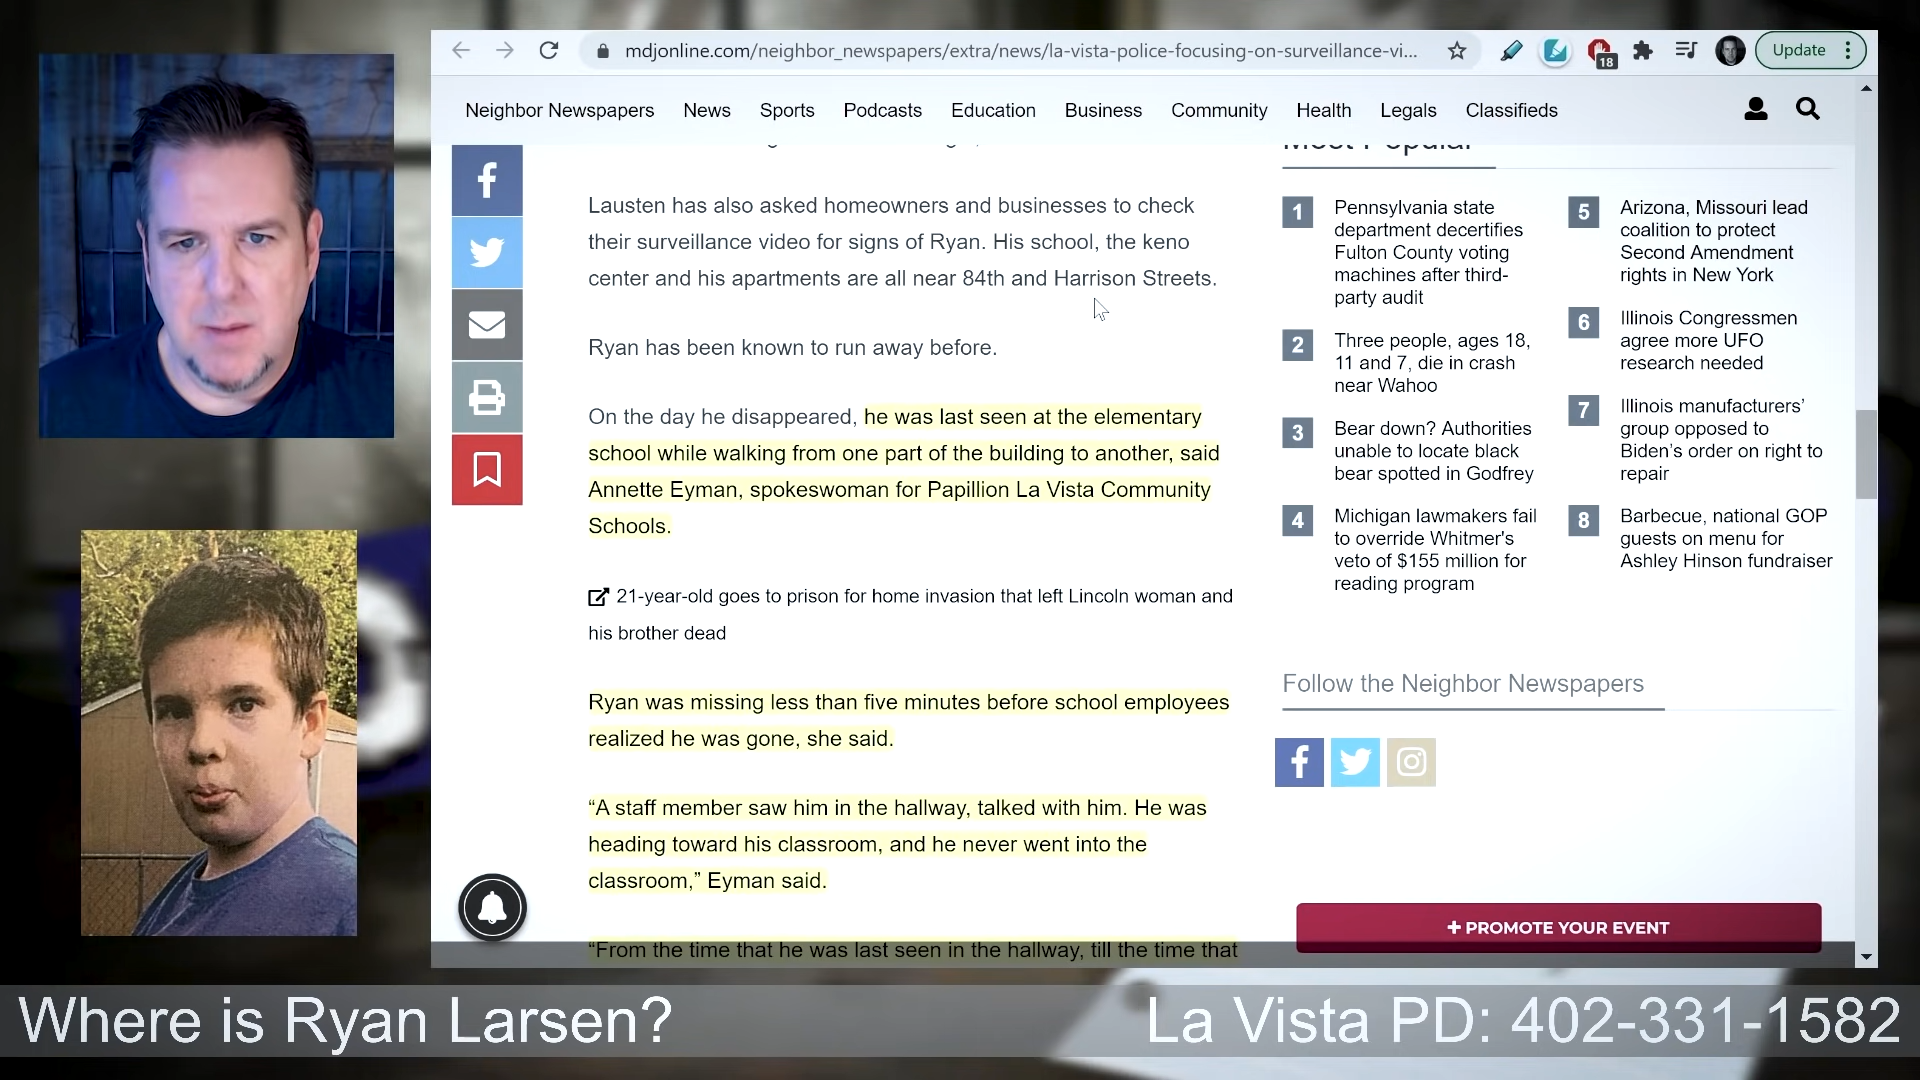 mdjonline.com/neighbor_newspapers/extra/news/la-vista-police-focusing-on-surveillance-vi...
18
Update
Neighbor Newspapers News Sports Podcasts Education Business Community Health Legals Classifieds
Lausten has also asked homeowners and businesses to check
their surveillance video for signs of Ryan. His school, the keno
center and his apartments are all near 84th and Harrison Streets.
Ryan has been known to run away before.
On the day he disappeared, he was last seen at the elementary
school while walking from one part of the building to another, said
Annette Eyman, spokeswoman for Papillion La Vista Community
Schools.
21-year-old goes to prison for home invasion that left Lincoln woman and
his brother dead
Ryan was missing less than five minutes before school employees
realized he was gone, she said.
“A staff member saw him in the hallway, talked with him. He was
heading toward his classroom, and he never went into the
classroom,” Eyman said.
“From the time that he was last seen in the hallway, till the time that
Most Popular
1 Pennsylvania state
department decertifies
Fulton County voting
machines after third-
party audit
2 Three people, ages 18,
11 and 7, die in crash
near Wahoo
3 Bear down? Authorities
unable to locate black
bear spotted in Godfrey
4 Michigan lawmakers fail
to override Whitmer's
veto of $155 million for
reading program
5 Arizona, Missouri lead
coalition to protect
Second Amendment
rights in New York
6 Illinois Congressmen
agree more UFO
research needed
7 Illinois manufacturers’
group opposed to
Biden’s order on right to
repair
8 Barbecue, national GOP
guests on menu for
Ashley Hinson fundraiser
Follow the Neighbor Newspapers
+ PROMOTE YOUR EVENT
Where is Ryan Larsen?
La Vista PD: 402-331-1582